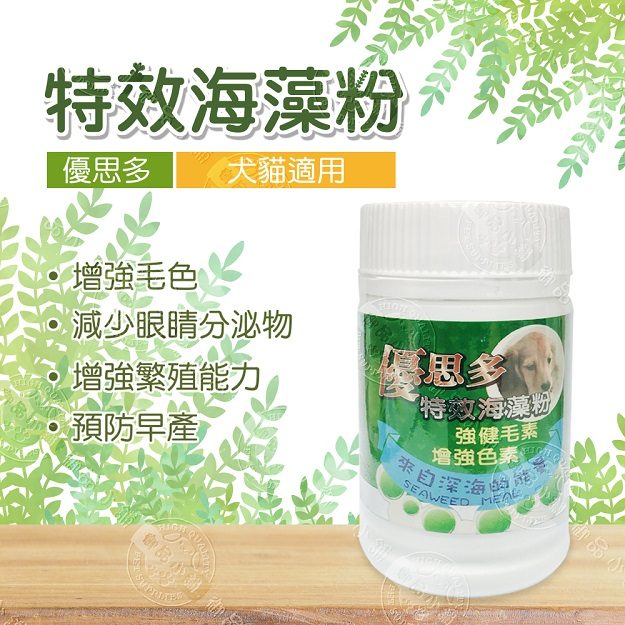 特效海藻粉
優思多
犬貓適用
• 增強毛色
• 減少眼睛分泌物
• 增強繁殖能力
• 預防早產
優思多
特效海藻粉
強健毛素
增強色素
來自深海的能量
SEAWEED MEAL